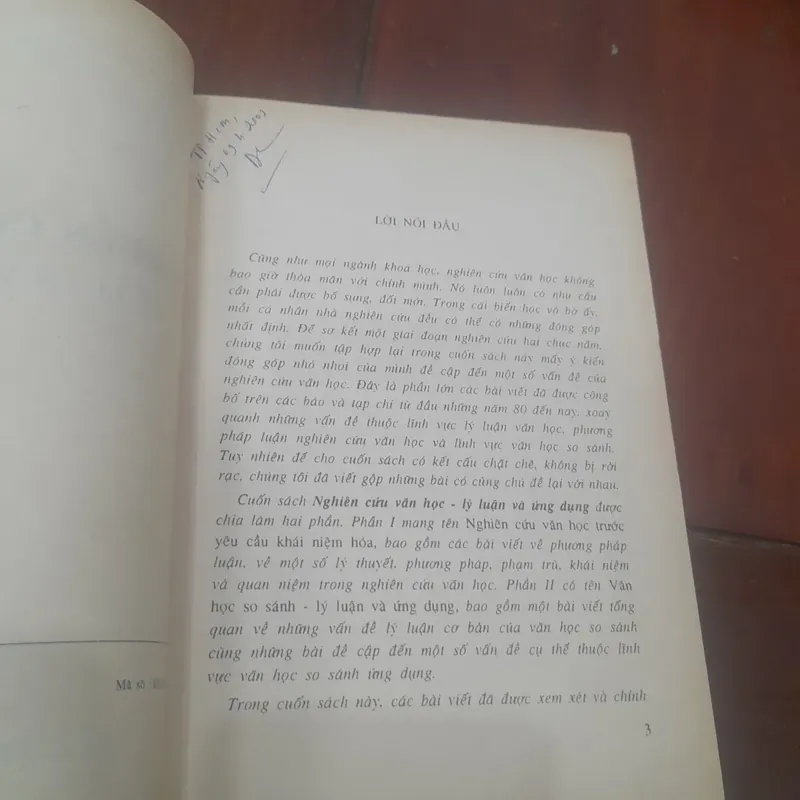 TP HCM,
Ngày
LỜI NÓI ĐẦU
Cũng như mọi ngành khoa học, nghiên cứu văn học không
bao giờ thỏa mãn với chính mình. Nó luôn luôn có nhu cầu
cần phải được bổ sung, đổi mới. Trong cái biển học vô bờ ấy,
mỗi cá nhân nhà nghiên cứu đều có thể có những đóng góp
nhất định. Để sơ kết một giai đoạn nghiên cứu hai chục năm,
chúng tôi muốn tập hợp lại trong cuốn sách này mấy ý kiến
đóng góp nhỏ nhoi của mình đề cập đến một số vấn đề của
nghiên cứu văn học. Đây là phần lớn các bài viết đã được công
bố trên các báo và tạp chí từ đầu những năm 80 đến nay, xoay
quanh những vấn đề thuộc lĩnh vực lý luận văn học, phương
pháp luận nghiên cứu văn học và lĩnh vực văn học so sánh.
Tuy nhiên để cho cuốn sách có kết cấu chặt chẽ, không bị rời
rạc, chúng tôi đã viết gộp những bài có cùng chủ đề lại với nhau.
Cuốn sách Nghiên cứu văn học - lý luận và ứng dụng được
chia làm hai phần. Phần I mang tên Nghiên cứu văn học trước
yêu cầu khái niệm hóa, bao gồm các bài viết về phương pháp
luận, về một số lý thuyết, phương pháp, phạm trù, khái niệm
và quan niệm trong nghiên cứu văn học. Phần II có tên Văn
học so sánh - lý luận và ứng dụng, bao gồm một bài viết tổng
quan về những vấn đề lý luận cơ bản của văn học so sánh
cùng những bài đề cập đến một số vấn đề cụ thể thuộc lĩnh
vực văn học so sánh ứng dụng.
Trong cuốn sách này, các bài viết đã được xem xét và chỉnh
3
Mã số